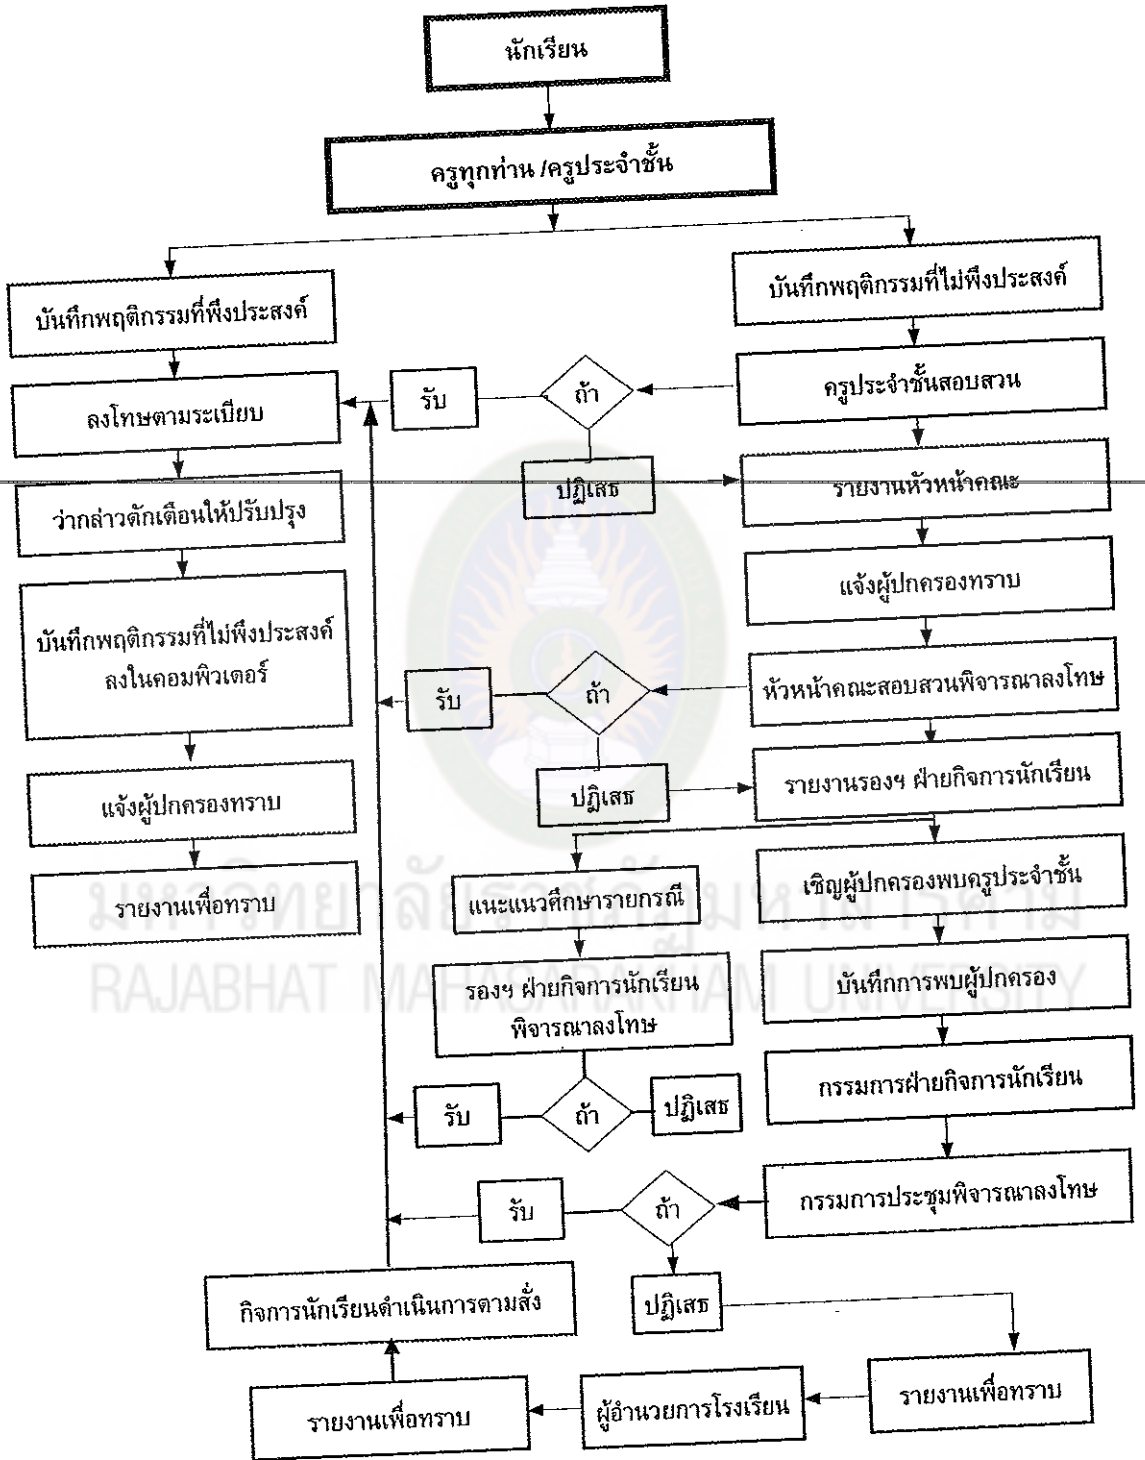 นักเรียน
ครูทุกท่าน /ครูประจำชั้น
บันทึกพฤติกรรมที่พึงประสงค์
บันทึกพฤติกรรมที่ไม่พึงประสงค์
ลงโทษตามระเบียบ
รับ
ถ้า
ครูประจำชั้นสอบสวน
ว่ากล่าวตักเตือนให้ปรับปรุง
ปฏิเสธ
รายงานหัวหน้าคณะ
แจ้งผู้ปกครองทราบ
บันทึกพฤติกรรมที่ไม่พึงประสงค์
ลงในคอมพิวเตอร์
รับ
ถ้า
หัวหน้าคณะสอบสวนพิจารณาลงโทษ
แจ้งผู้ปกครองทราบ
ปฏิเสธ
รายงานรองฯ ฝ่ายกิจการนักเรียน
รายงานเพื่อทราบ
แนะแนวศึกษารายกรณี
เชิญผู้ปกครองพบครูประจำชั้น
มหาวิทยาลัยราชภัฏมหาสารคาม
RAJABHAT MAHASARAKHAM UNIVERSITY
รองฯ ฝ่ายกิจการนักเรียน
พิจารณาลงโทษ
บันทึกการพบผู้ปกครอง
รับ
ถ้า
ปฏิเสธ
กรรมการฝ่ายกิจการนักเรียน
รับ
ถ้า
กรรมการประชุมพิจารณาลงโทษ
กิจการนักเรียนดำเนินการตามสั่ง
ปฏิเสธ
รายงานเพื่อทราบ
ผู้อำนวยการโรงเรียน
รายงานเพื่อทราบ